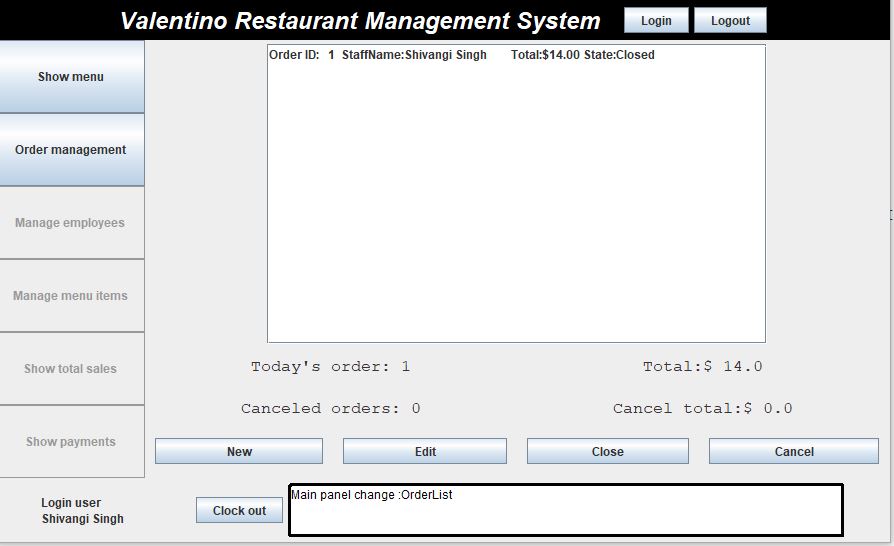 Valentino Restaurant Management System
Login
Logout
Show menu
Order management
Manage employees
Manage menu items
Show total sales
Show payments
Order ID: 1 StaffName:Shivangi Singh Total:$14.00 State:Closed
Today's order: 1 Total:$ 14.0
Canceled orders: 0 Cancel total:$ 0.0
New
Edit
Close
Cancel
Login user
Shivangi Singh
Clock out
Main panel change :OrderList